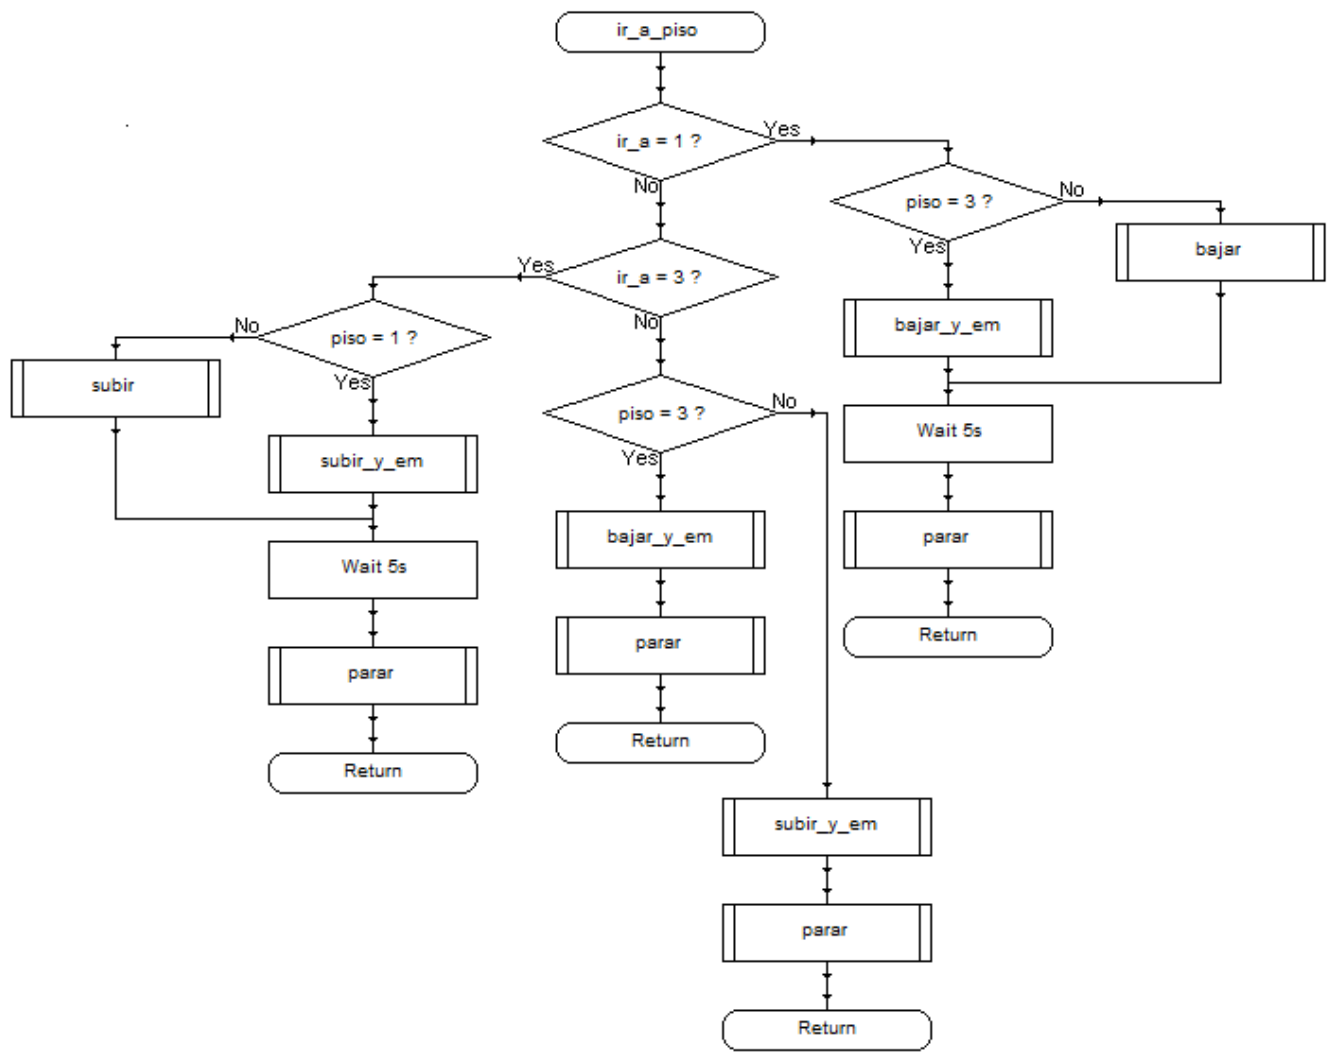 ir_a_piso
ir_a = 1 ?
Yes
No
piso = 3 ?
No
Yes
bajar
bajar_y_em
Wait 5s
parar
Return
ir_a = 3 ?
Yes
No
piso = 1 ?
No
Yes
subir
subir_y_em
Wait 5s
parar
Return
piso = 3 ?
No
Yes
bajar_y_em
parar
Return
subir_y_em
parar
Return